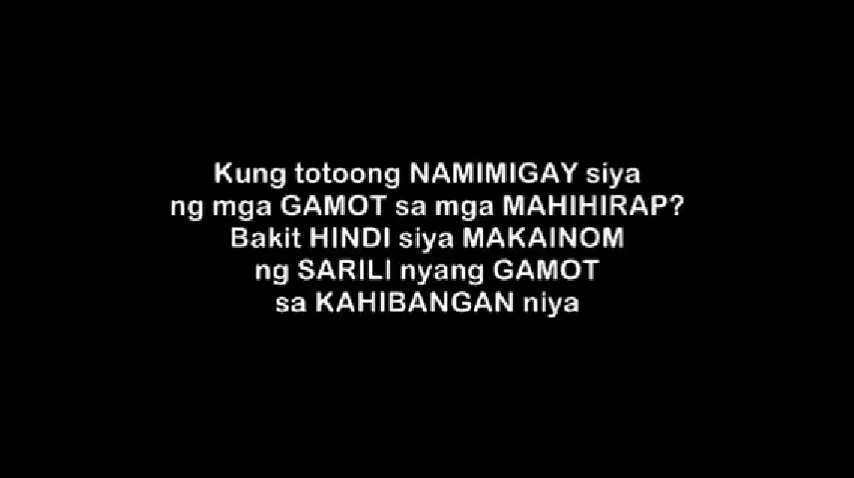 Kung totoong NAMIMIGAY siya
ng mga GAMOT sa mga MAHIHIRAP?
Bakit HINDI siya MAKAINOM
ng SARILI nyang GAMOT
sa KAHIBANGAN niya